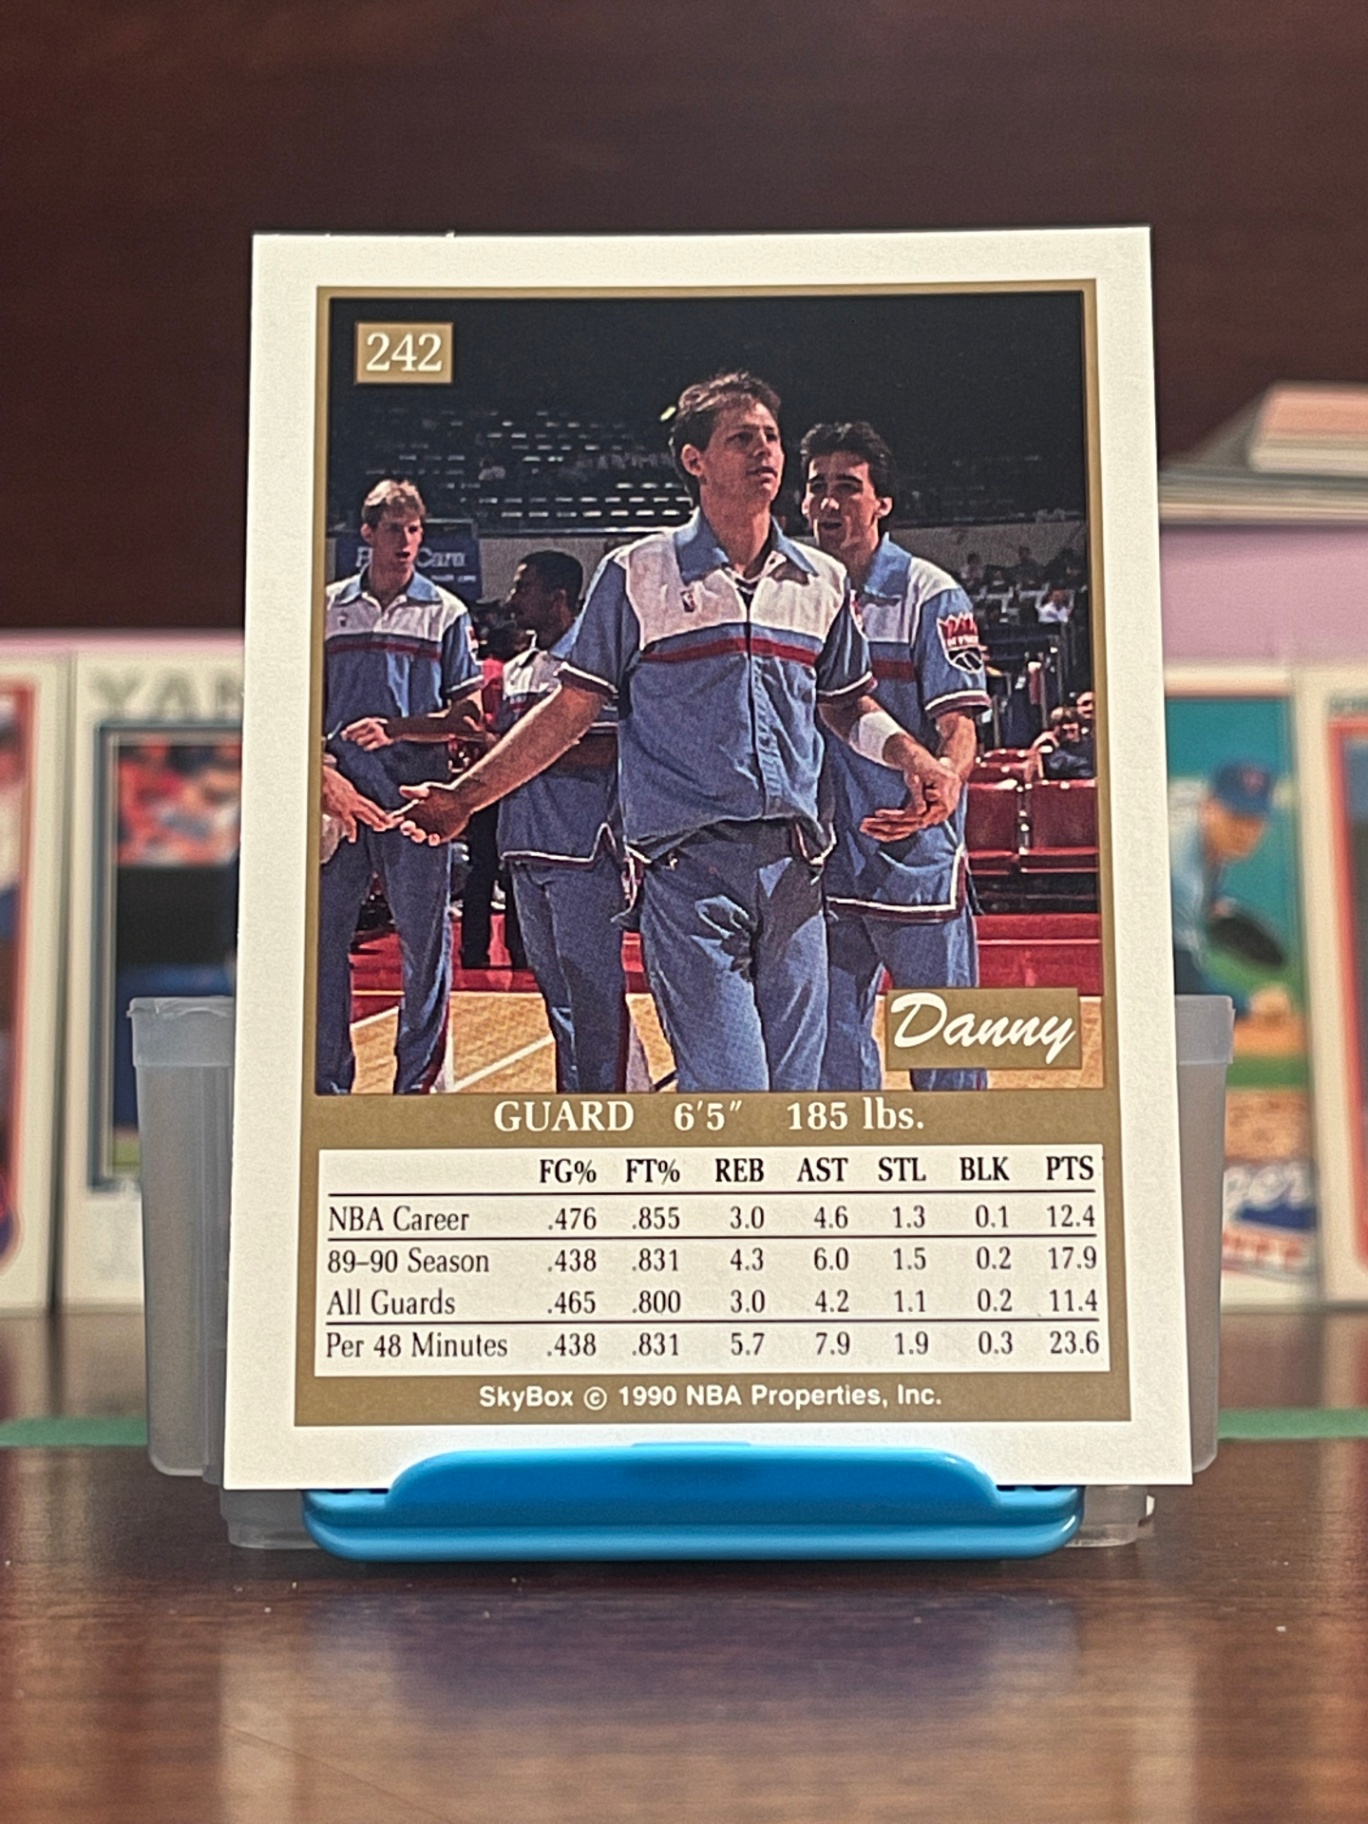 242
Danny
GUARD 6'5" 185 lbs.
FG% FT% REB AST STL BLK PTS
NBA Career .476 .855 3.0 4.6 1.3 0.1 12.4
89–90 Season .438 .831 4.3 6.0 1.5 0.2 17.9
All Guards .465 .800 3.0 4.2 1.1 0.2 11.4
Per 48 Minutes .438 .831 5.7 7.9 1.9 0.3 23.6
SkyBox © 1990 NBA Properties, Inc.